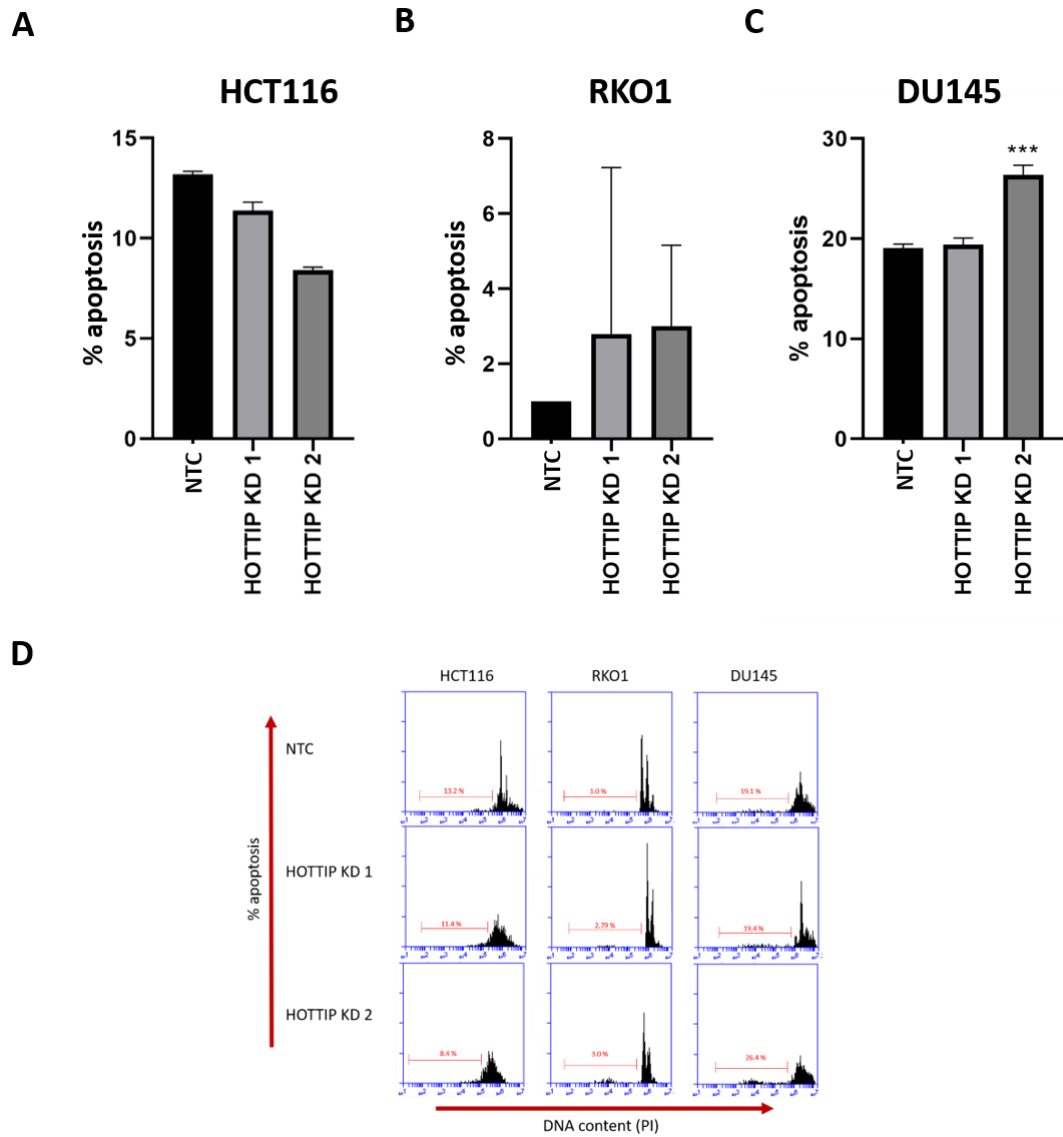 A
B
C
HCT116
RKO1
DU145
% apoptosis
15
10
5
0
NTC
HOTTIP KD 1
HOTTIP KD 2
% apoptosis
8
6
4
2
0
NTC
HOTTIP KD 1
HOTTIP KD 2
% apoptosis
30
20
10
0
***
NTC
HOTTIP KD 1
HOTTIP KD 2
D
HCT116 RKO1 DU145
% apoptosis
NTC
13.2 % 1.0 % 19.1 %
HOTTIP KD 1
11.4 % 2.79 % 19.4 %
HOTTIP KD 2
8.4 % 3.0 % 26.4 %
DNA content (PI)